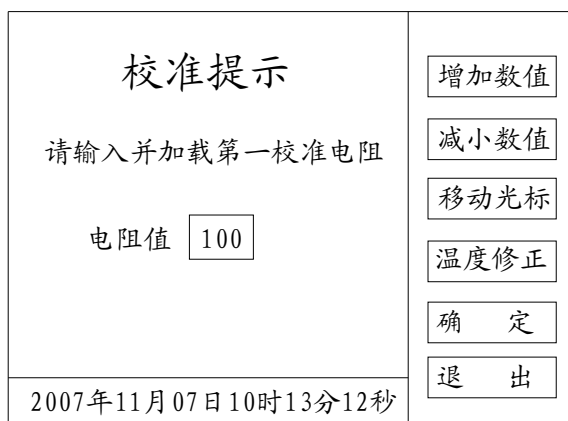 校准提示
请输入并加载第一校准电阻
电阻值 100
2007年11月07日10时13分12秒
增加数值
减小数值
移动光标
温度修正
确 定
退 出